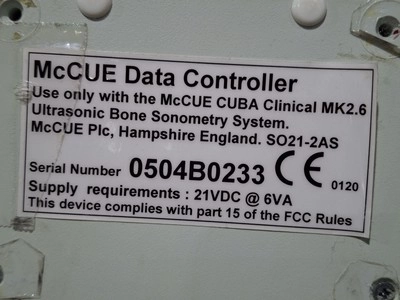 McCUE Data Controller
Use only with the McCUE CUBA Clinical MK2.6
Ultrasonic Bone Sonometry System.
McCUE Plc, Hampshire England. SO21-2AS
Serial Number 0504B0233 CE 0120
Supply requirements : 21VDC @ 6VA
This device complies with part 15 of the FCC Rules